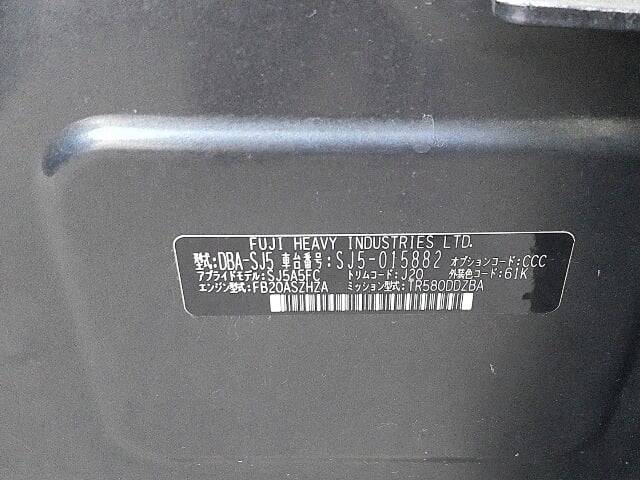 FUJI HEAVY INDUSTRIES LTD.
型式:DBA-SJ5 車台番号:SJ5-015882 オプションコード:CCC
アプライドモデル:SJ5A5FC トリムコード:J20 外装色コード:61K
エンジン型式:FB20ASZHZA ミッション型式:TR580DDZBA